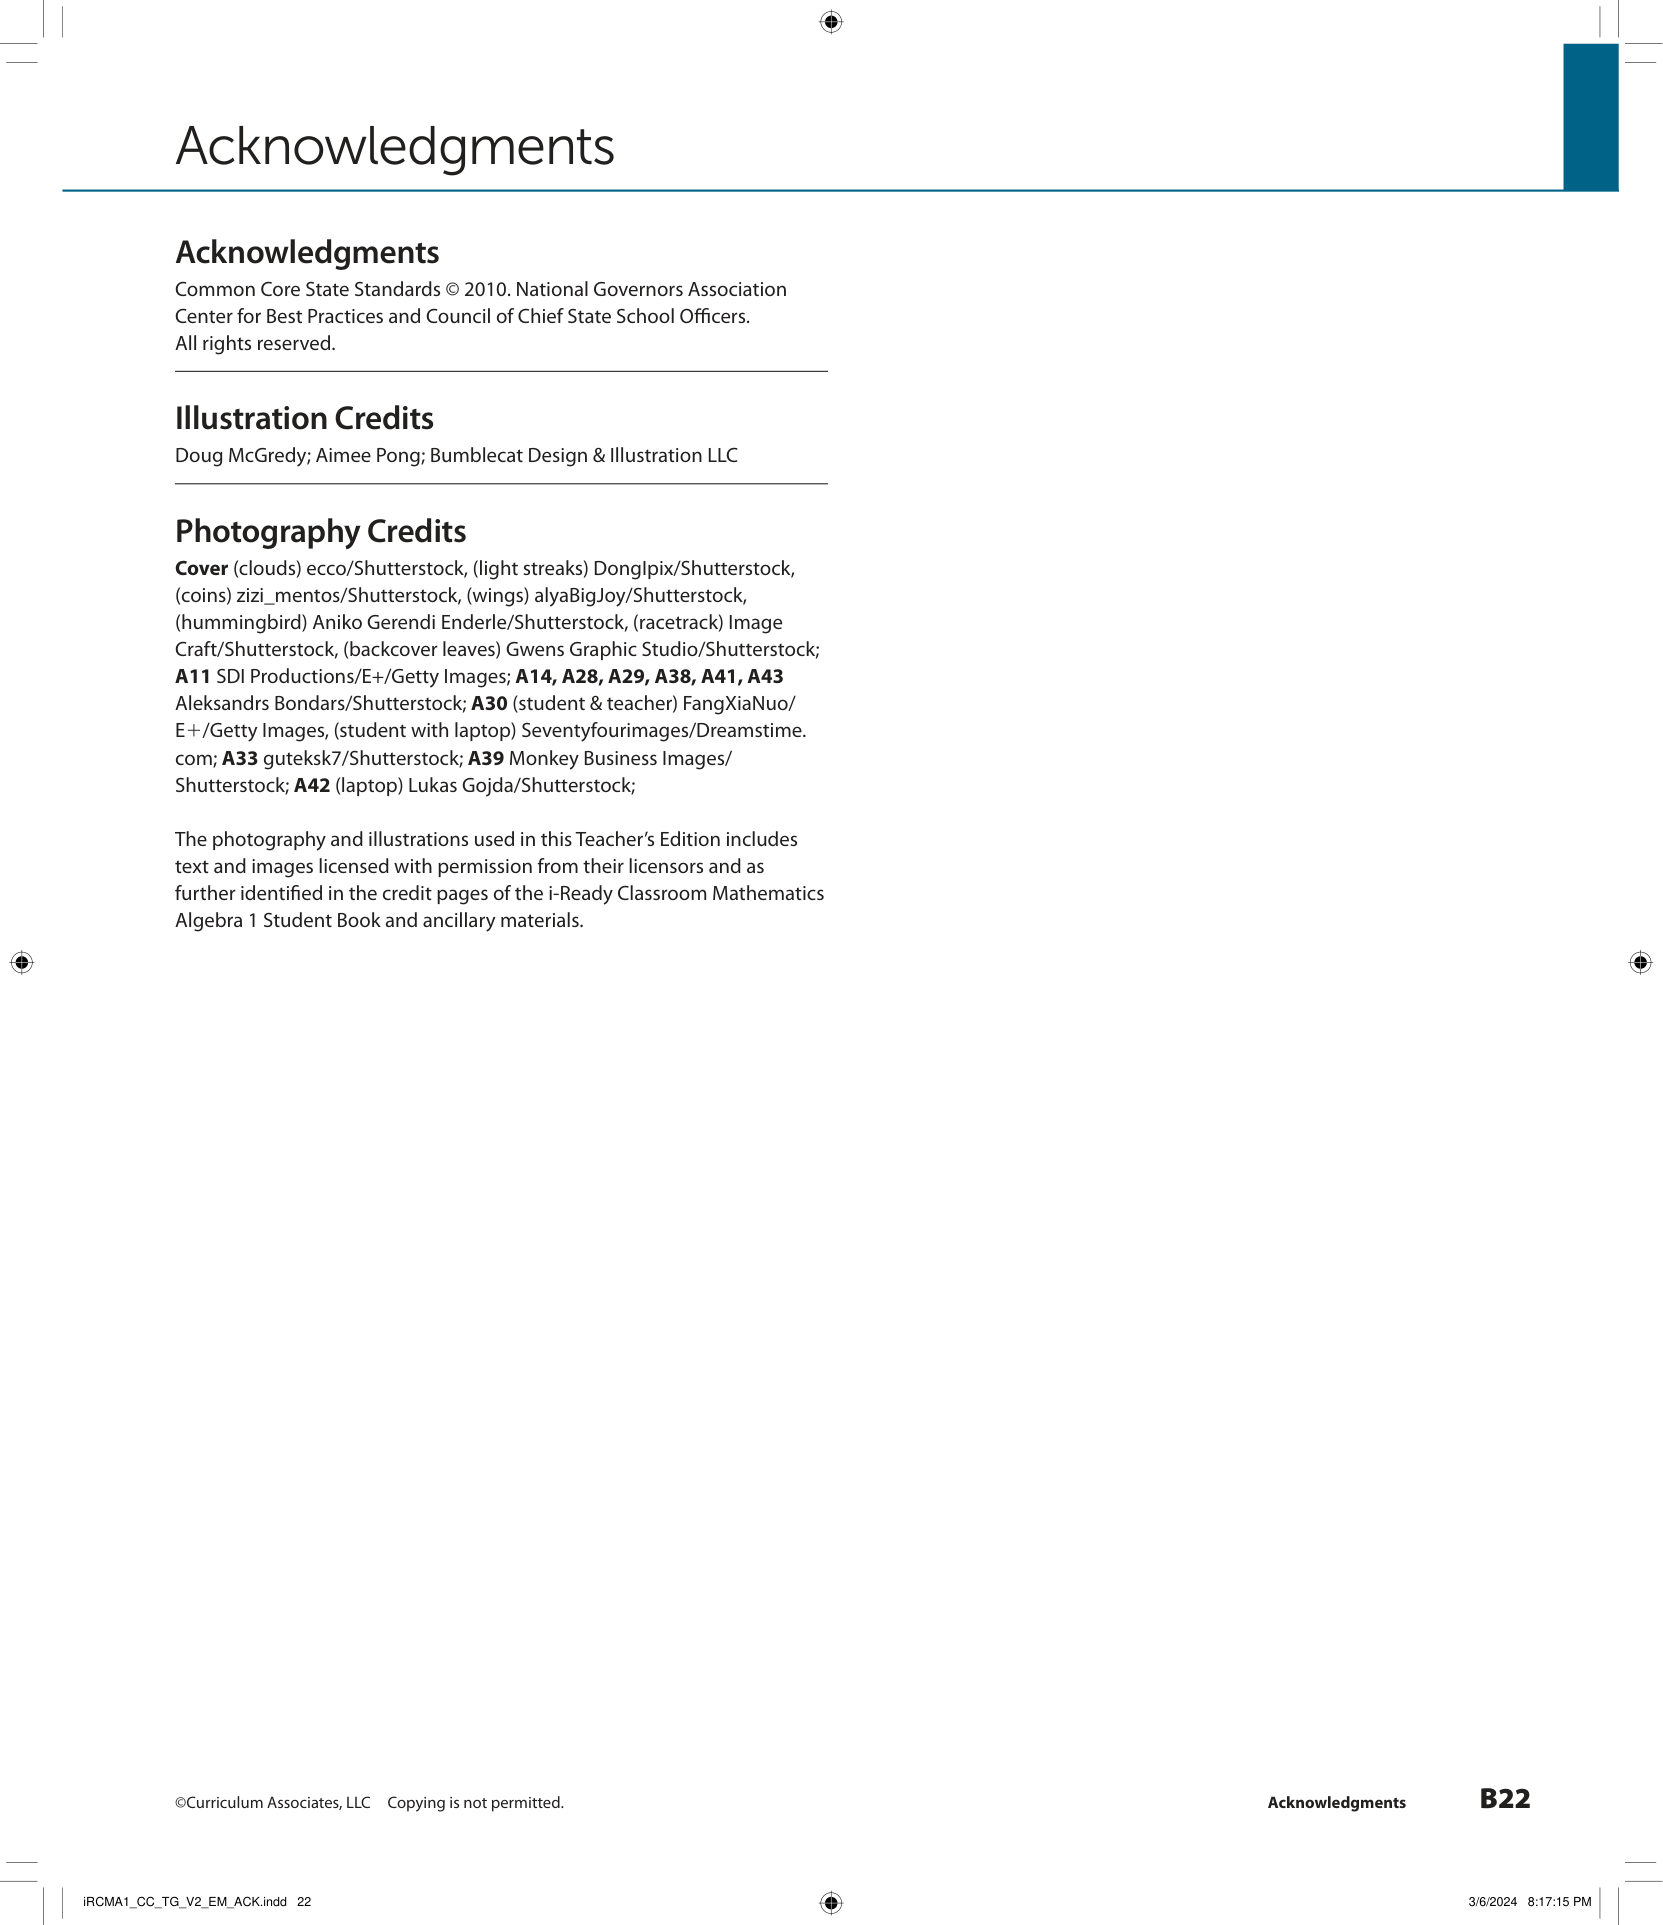 Acknowledgments
Acknowledgments
Common Core State Standards © 2010. National Governors Association
Center for Best Practices and Council of Chief State School Officers.
All rights reserved.
Illustration Credits
Doug McGredy; Aimee Pong; Bumblecat Design & Illustration LLC
Photography Credits
Cover (clouds) ecco/Shutterstock, (light streaks) DongIpix/Shutterstock,
(coins) zizi_mentos/Shutterstock, (wings) alyaBigJoy/Shutterstock,
(hummingbird) Aniko Gerendi Enderle/Shutterstock, (racetrack) Image
Craft/Shutterstock, (backcover leaves) Gwens Graphic Studio/Shutterstock;
A11 SDI Productions/E+/Getty Images; A14, A28, A29, A38, A41, A43
Aleksandrs Bondars/Shutterstock; A30 (student & teacher) FangXiaNuo/
E+/Getty Images, (student with laptop) Seventyfourimages/Dreamstime.
com; A33 guteksk7/Shutterstock; A39 Monkey Business Images/
Shutterstock; A42 (laptop) Lukas Gojda/Shutterstock;
The photography and illustrations used in this Teacher’s Edition includes
text and images licensed with permission from their licensors and as
further identified in the credit pages of the i-Ready Classroom Mathematics
Algebra 1 Student Book and ancillary materials.
©Curriculum Associates, LLC Copying is not permitted.
Acknowledgments B22
iRCMA1_CC_TG_V2_EM_ACK.indd 22
3/6/2024 8:17:15 PM